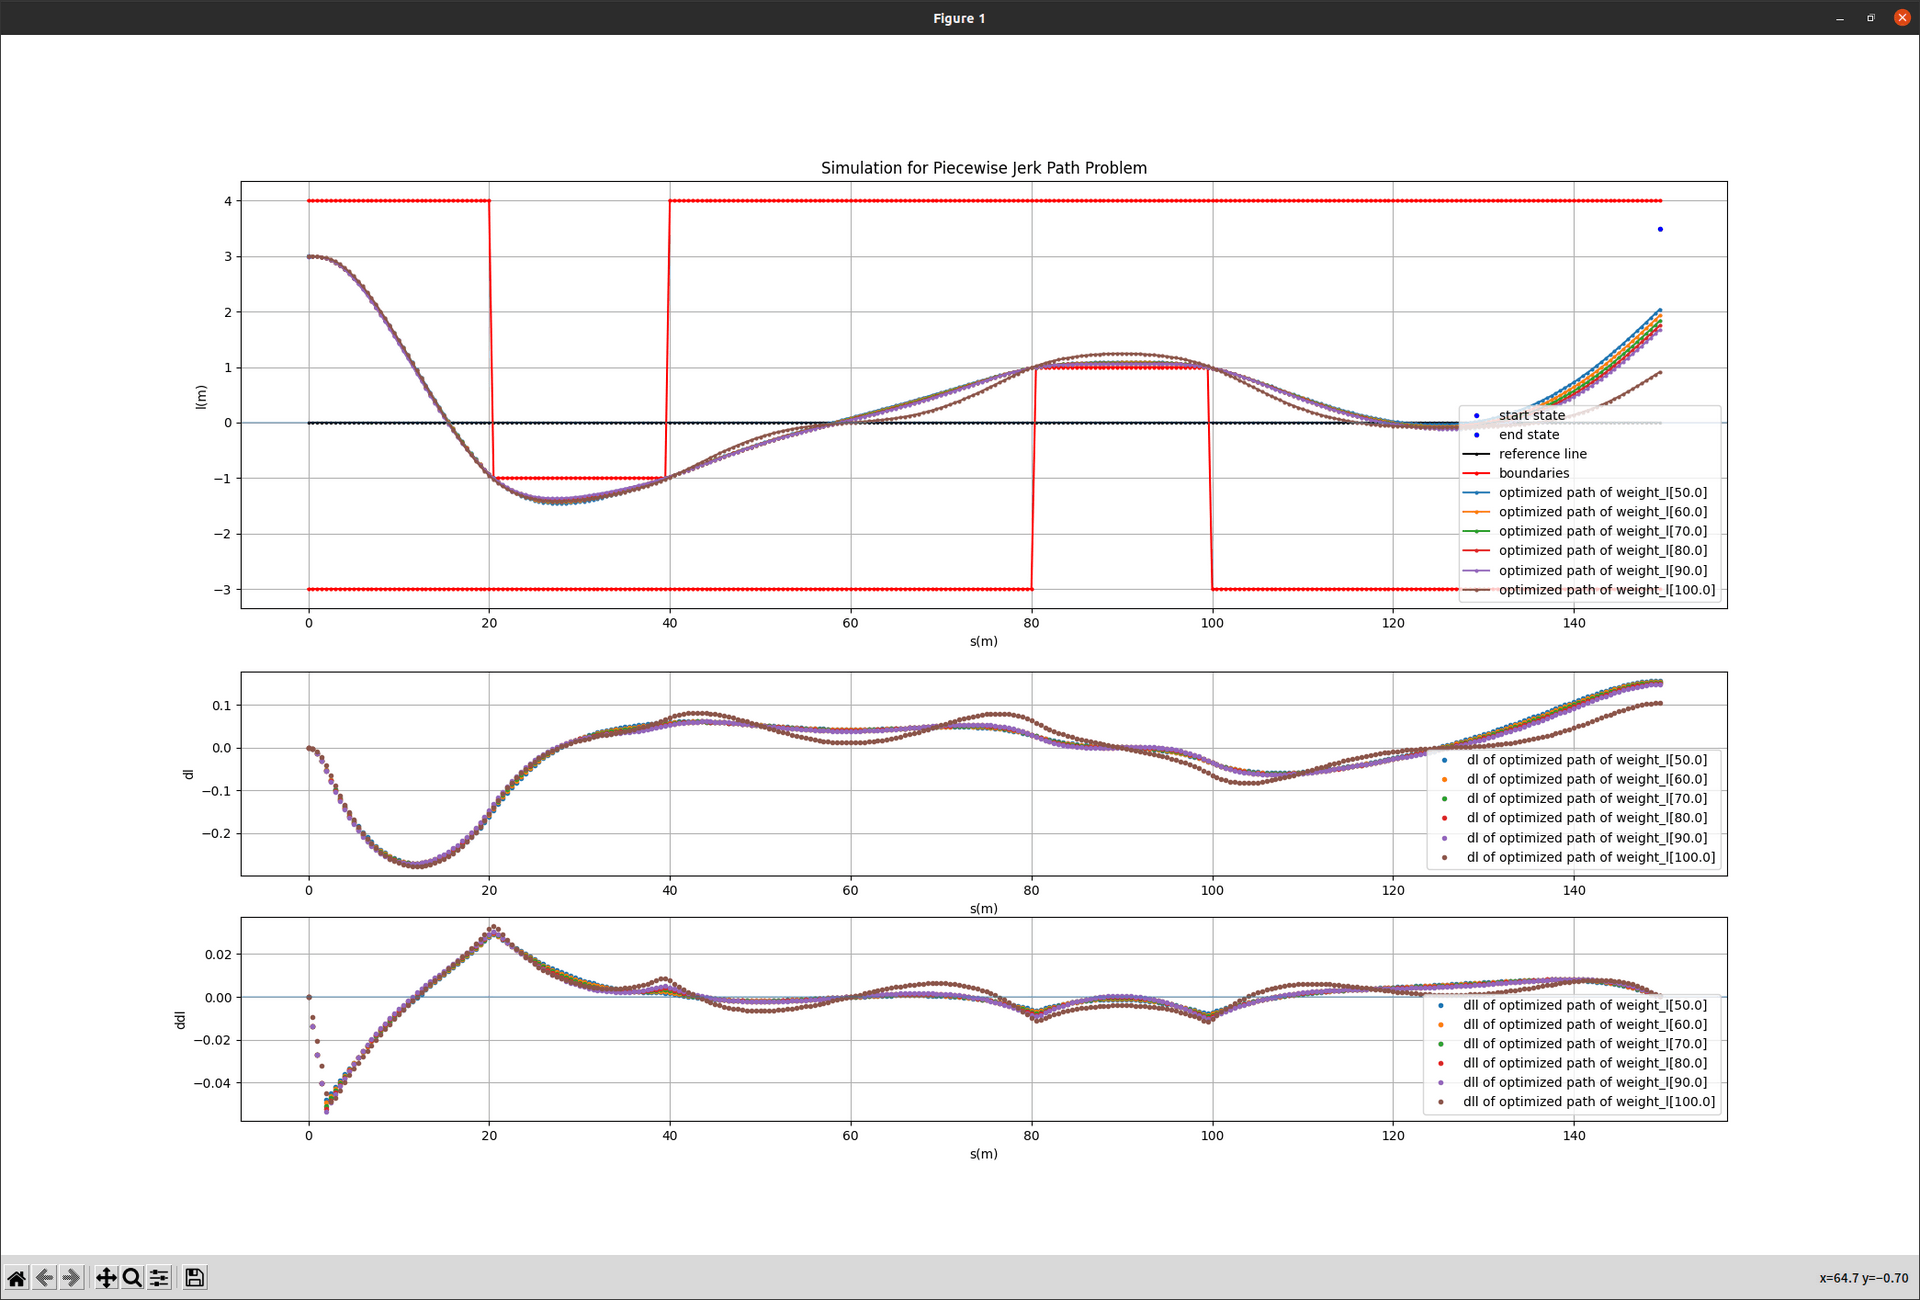 Figure 1
Simulation for Piecewise Jerk Path Problem
4
3
2
1
0
−1
−2
−3
l(m)
0 20 40 60 80 100 120 140
s(m)
start state
end state
reference line
boundaries
optimized path of weight_l[50.0]
optimized path of weight_l[60.0]
optimized path of weight_l[70.0]
optimized path of weight_l[80.0]
optimized path of weight_l[90.0]
optimized path of weight_l[100.0]
0.1
0.0
−0.1
−0.2
dl
0 20 40 60 80 100 120 140
s(m)
dl of optimized path of weight_l[50.0]
dl of optimized path of weight_l[60.0]
dl of optimized path of weight_l[70.0]
dl of optimized path of weight_l[80.0]
dl of optimized path of weight_l[90.0]
dl of optimized path of weight_l[100.0]
0.02
0.00
−0.02
−0.04
ddl
0 20 40 60 80 100 120 140
s(m)
dll of optimized path of weight_l[50.0]
dll of optimized path of weight_l[60.0]
dll of optimized path of weight_l[70.0]
dll of optimized path of weight_l[80.0]
dll of optimized path of weight_l[90.0]
dll of optimized path of weight_l[100.0]
x=64.7 y=−0.70